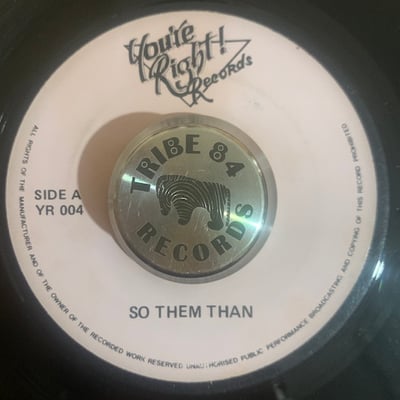 You're
Right!
Records
TRIBE 84
RECORDS
SIDE A
YR 004
SO THEM THAN
ALL RIGHTS OF THE MANUFACTURER AND OF THE OWNER OF THE RECORDED WORK RESERVED UNAUTHORISED PUBLIC PERFORMANCE BROADCASTING AND COPYING OF THIS RECORD PROHIBITED